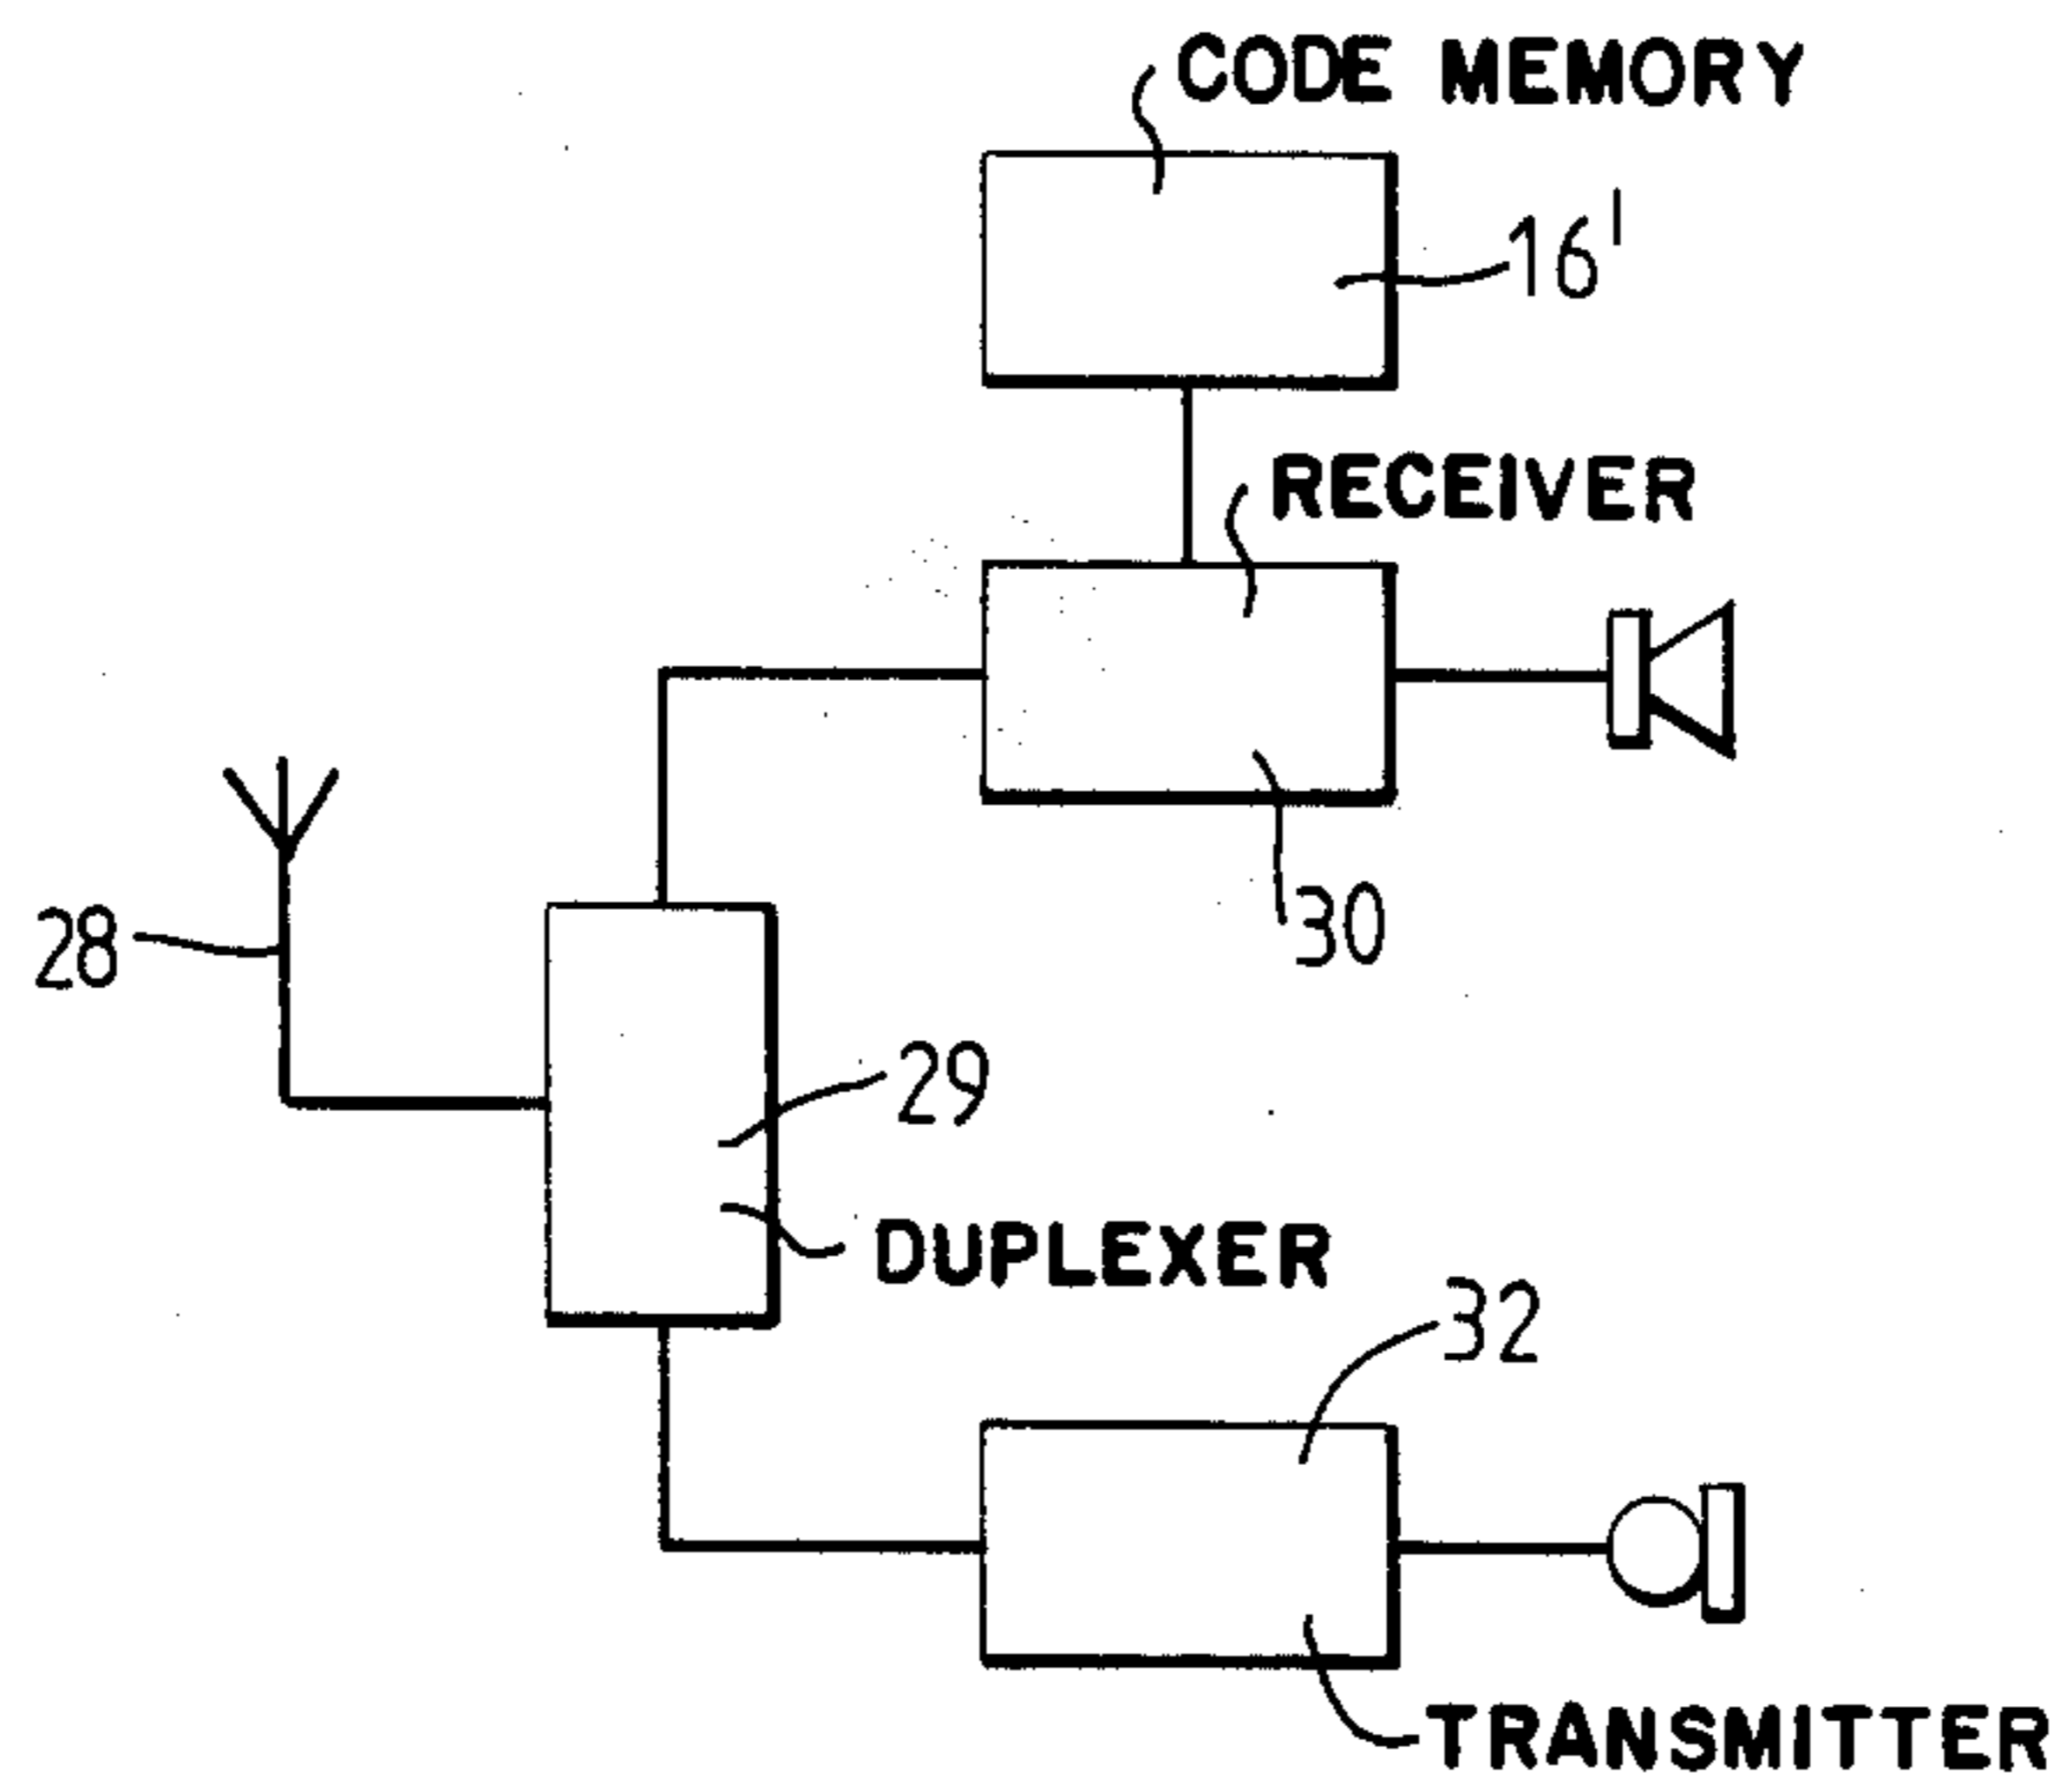 CODE MEMORY
16'
RECEIVER
30
28
29
DUPLEXER
32
TRANSMITTER